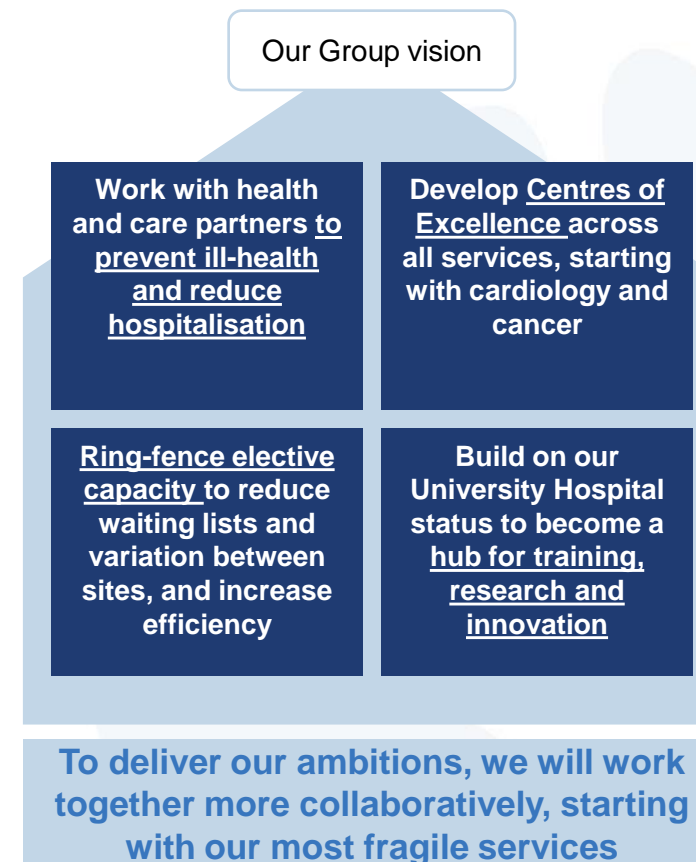 Our Group vision
Work with health
and care partners to
prevent ill-health
and reduce
hospitalisation
Develop Centres of
Excellence across
all services, starting
with cardiology and
cancer
Ring-fence elective
capacity to reduce
waiting lists and
variation between
sites, and increase
efficiency
Build on our
University Hospital
status to become a
hub for training,
research and
innovation
To deliver our ambitions, we will work
together more collaboratively, starting
with our most fragile services